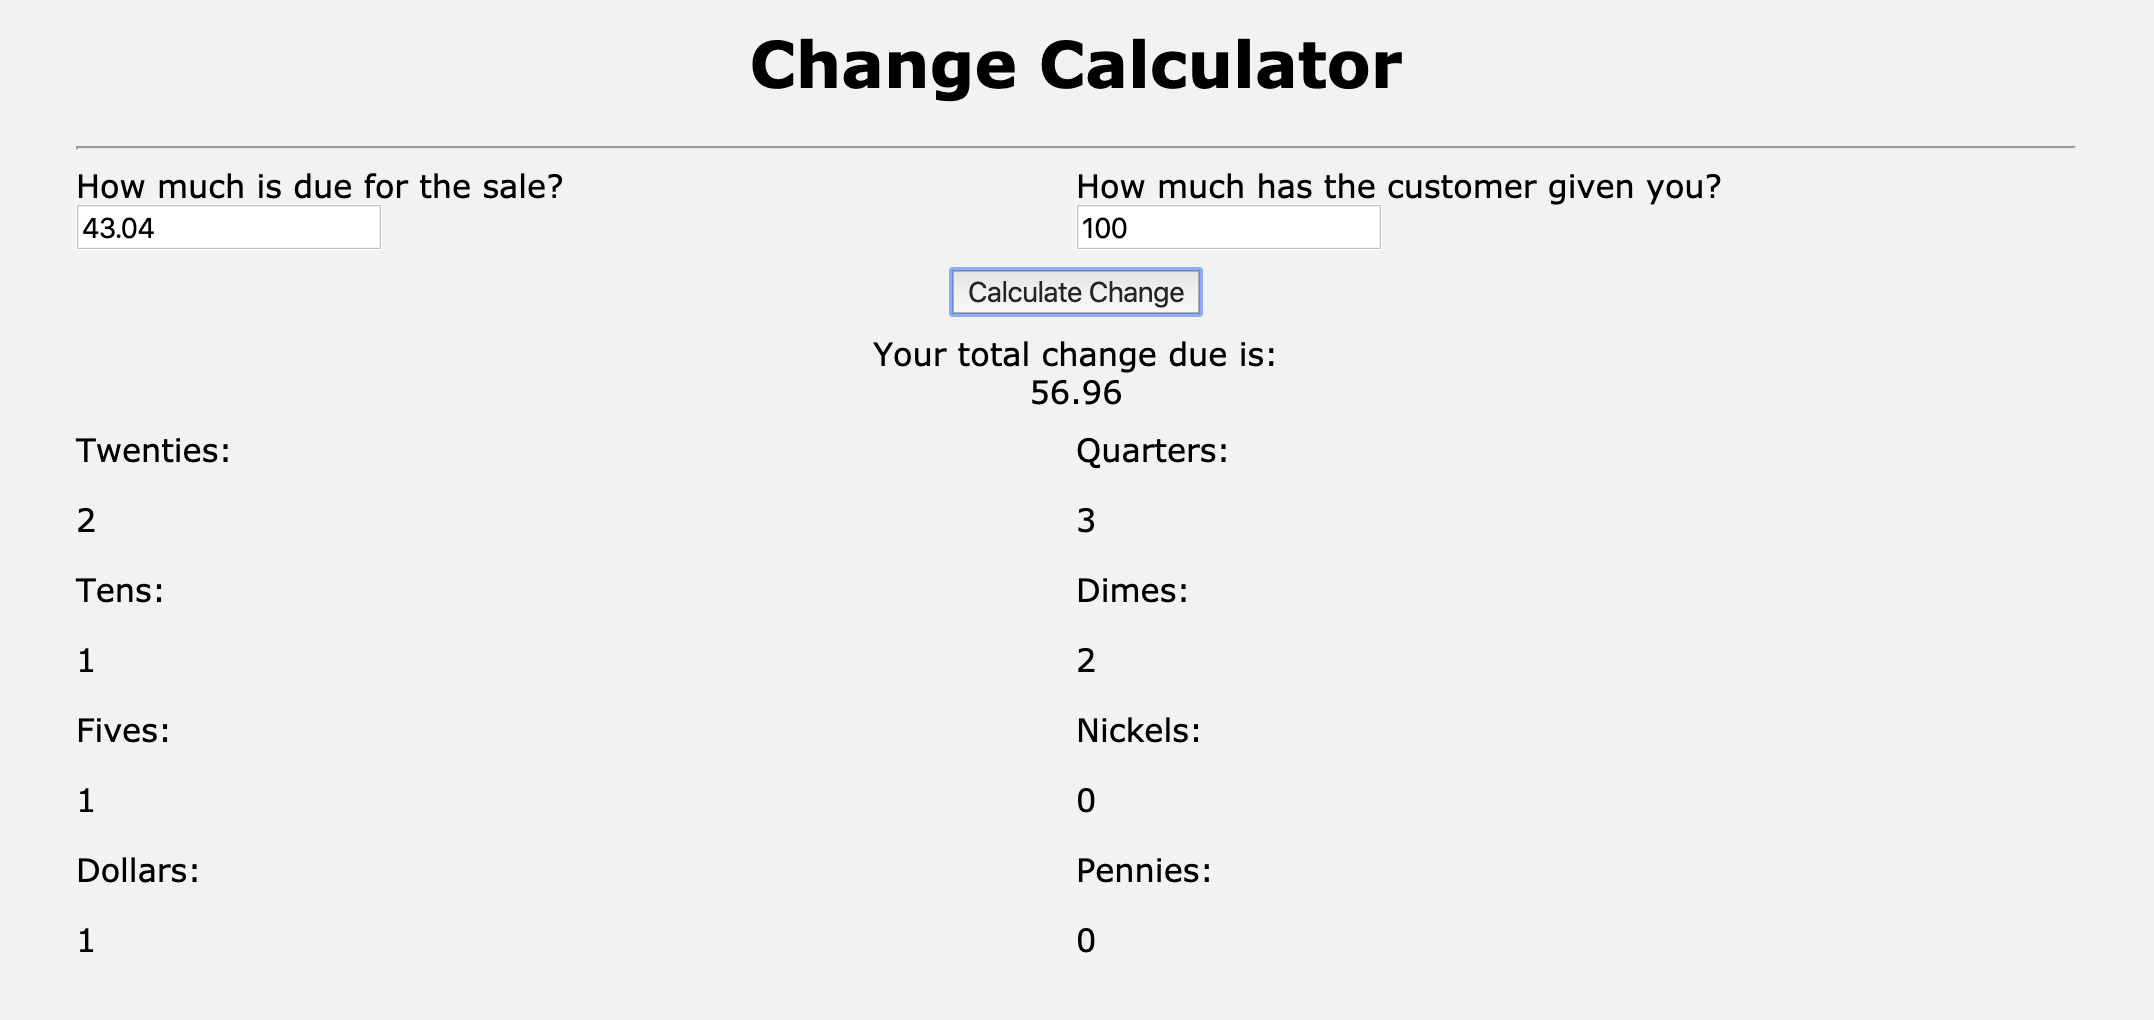 Change Calculator
How much is due for the sale?
43.04
How much has the customer given you?
100
Calculate Change
Your total change due is:
56.96
Twenties:
2
Tens:
1
Fives:
1
Dollars:
1
Quarters:
3
Dimes:
2
Nickels:
0
Pennies:
0